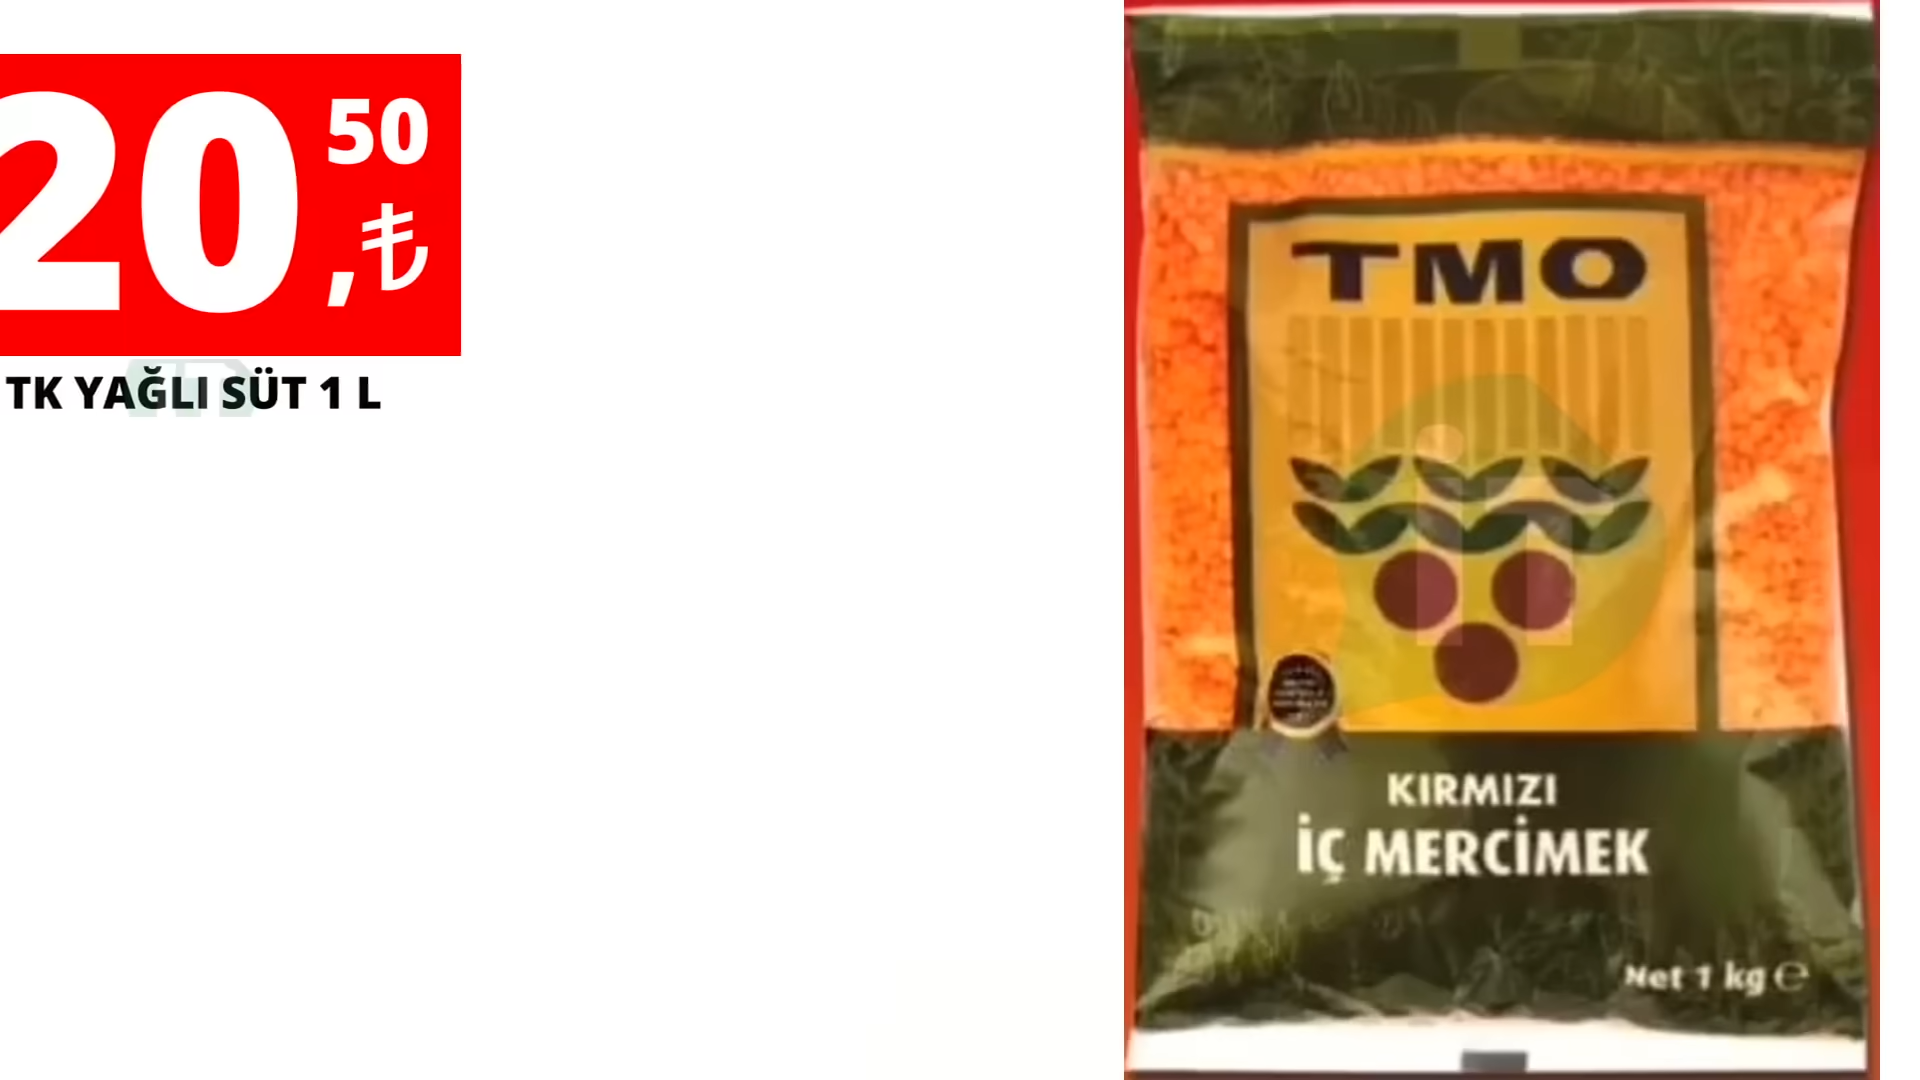 20,50 ₺
TK YAĞLI SÜT 1 L
TMO
KIRMIZI
İÇ MERCİMEK
Net 1 kg ℮